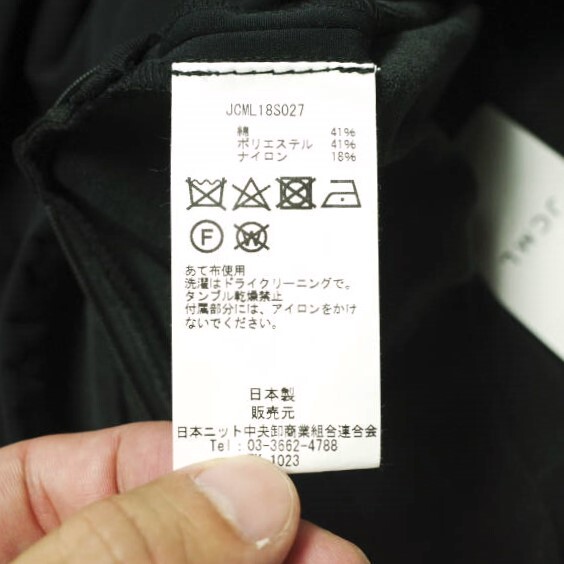 JCML18S027
綿 41%
ポリエステル 41%
ナイロン 18%
F W
あて布使用
洗濯はドライクリーニングで。
タンブル乾燥禁止
付属部分には、アイロンをかけ
ないでください。
日本製
販売元
日本ニット中央卸商業組合連合会
Tel：03-3662-4788
1023